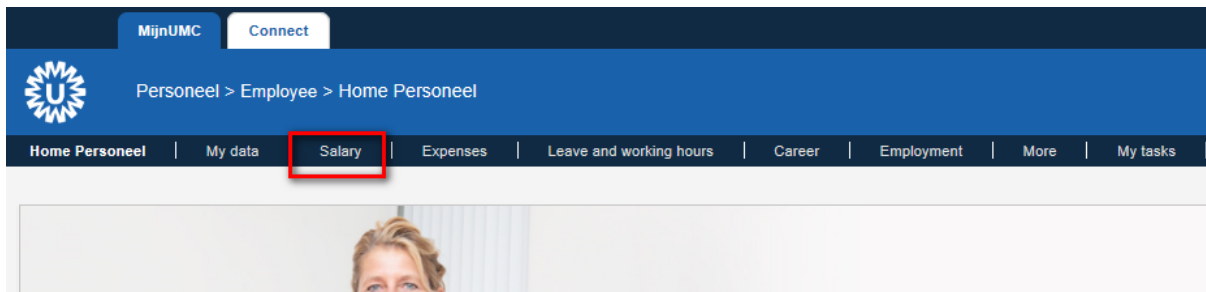 MijnUMC Connect
U
Personeel > Employee > Home Personeel
Home Personeel | My data Salary | Expenses | Leave and working hours | Career | Employment | More | My tasks |